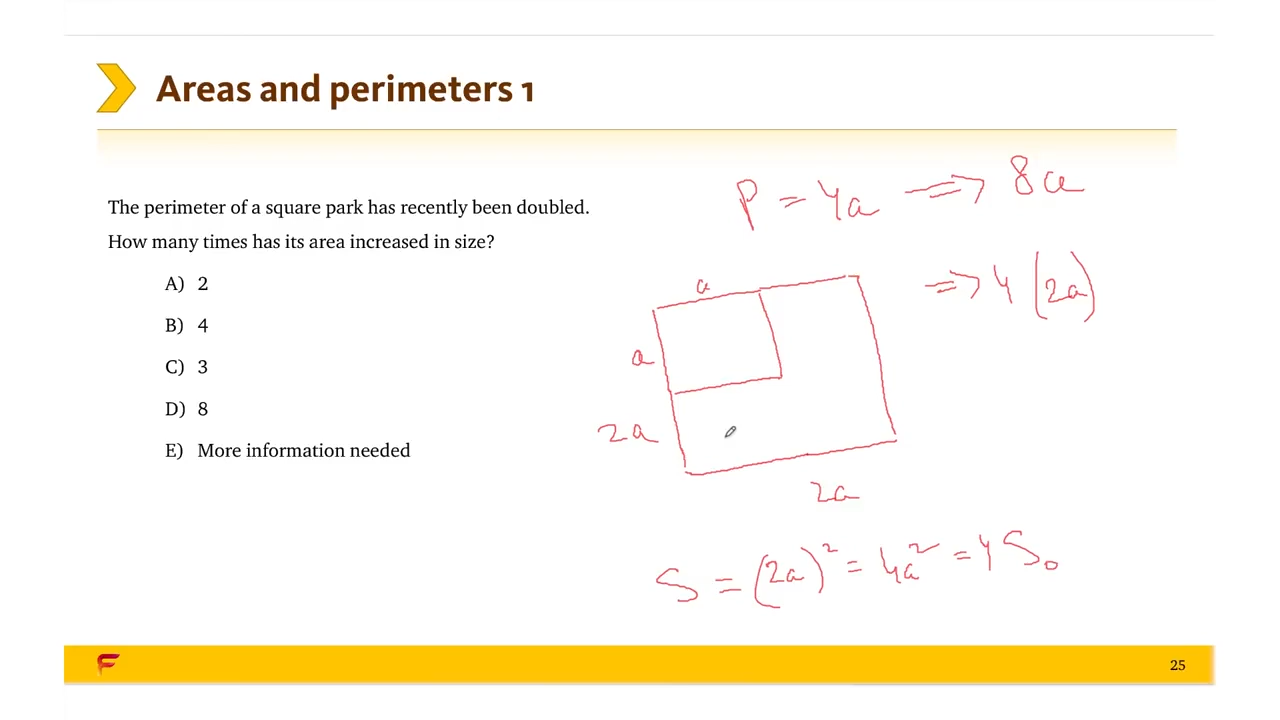 Areas and perimeters 1
The perimeter of a square park has recently been doubled.
How many times has its area increased in size?
A) 2
B) 4
C) 3
D) 8
E) More information needed
P = 4a => 8a
=> 4 (2a)
a
a
2a
2a
S = (2a)² = 4a² = 4S₀
25